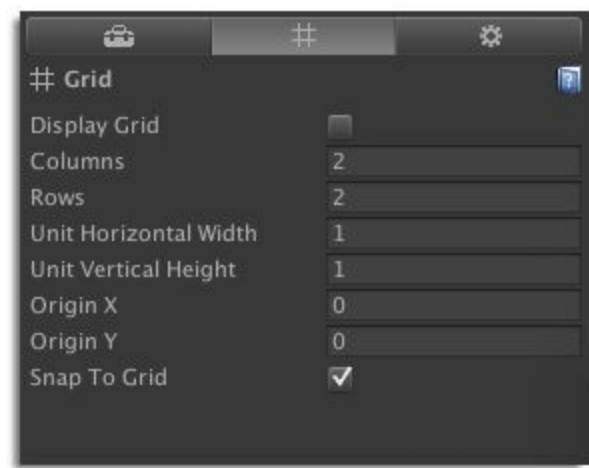 Grid
Display Grid
Columns 2
Rows 2
Unit Horizontal Width 1
Unit Vertical Height 1
Origin X 0
Origin Y 0
Snap To Grid